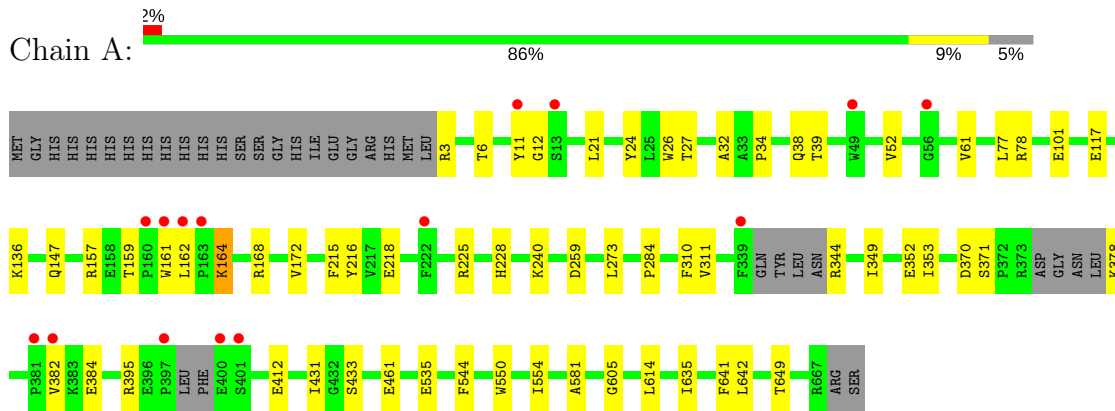 2%
Chain A:
86% 9% 5%
MET GLY HIS HIS HIS HIS HIS HIS HIS HIS HIS HIS SER SER GLY HIS ILE GLU GLY ARG HIS MET LEU R3 T6 Y11 G12 S13 L21 Y24 L25 W26 T27 A32 A33 P34 Q38 T39 W49 V52 G56 V61 L77 R78 E101 E117
K136 Q147 R157 E158 T159 P160 W161 L162 P163 K164 R168 V172 F215 Y216 V217 E218 F222 R225 H228 K240 D259 L273 P284 F310 V311 F339 GLN TYR LEU ASN R344 I349 E352 I353 D370 S371 P372 R373 ASP GLY ASN LEU
P381 V382 K383 E384 R395 E396 P397 LEU PHE E400 S401 E412 I431 G432 S433 E461 E535 F544 W550 I554 A581 G605 L614 I635 F641 L642 T649 R667 ARG SER